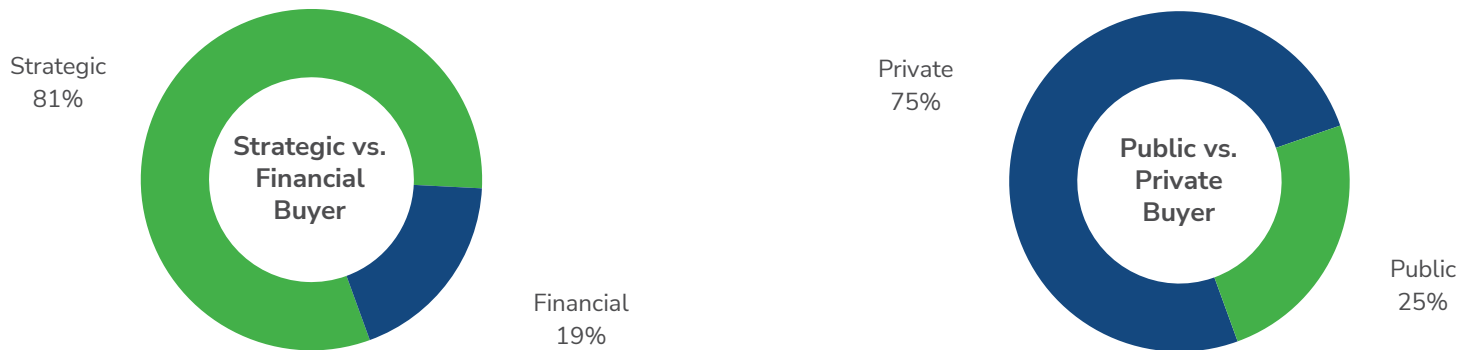 Strategic
81%
Strategic vs.
Financial
Buyer
Financial
19%
Private
75%
Public vs.
Private
Buyer
Public
25%